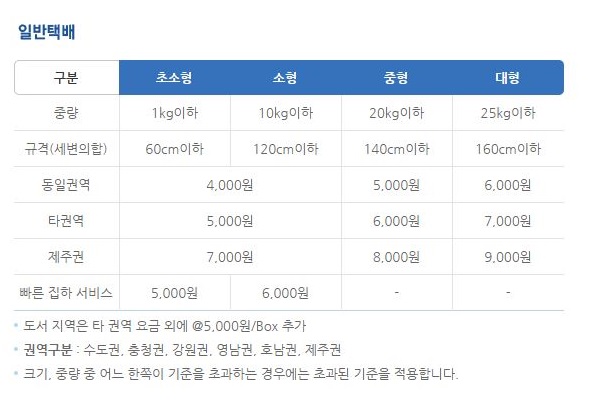 일반택배
구분 초소형 소형 중형 대형
중량 1kg이하 10kg이하 20kg이하 25kg이하
규격(세변의합) 60cm이하 120cm이하 140cm이하 160cm이하
동일권역 4,000원 5,000원 6,000원
타권역 5,000원 6,000원 7,000원
제주권 7,000원 8,000원 9,000원
빠른 집하 서비스 5,000원 6,000원 - -
• 도서 지역은 타 권역 요금 외에 @5,000원/Box 추가
• 권역구분 : 수도권, 충청권, 강원권, 영남권, 호남권, 제주권
• 크기, 중량 중 어느 한쪽이 기준을 초과하는 경우에는 초과된 기준을 적용합니다.